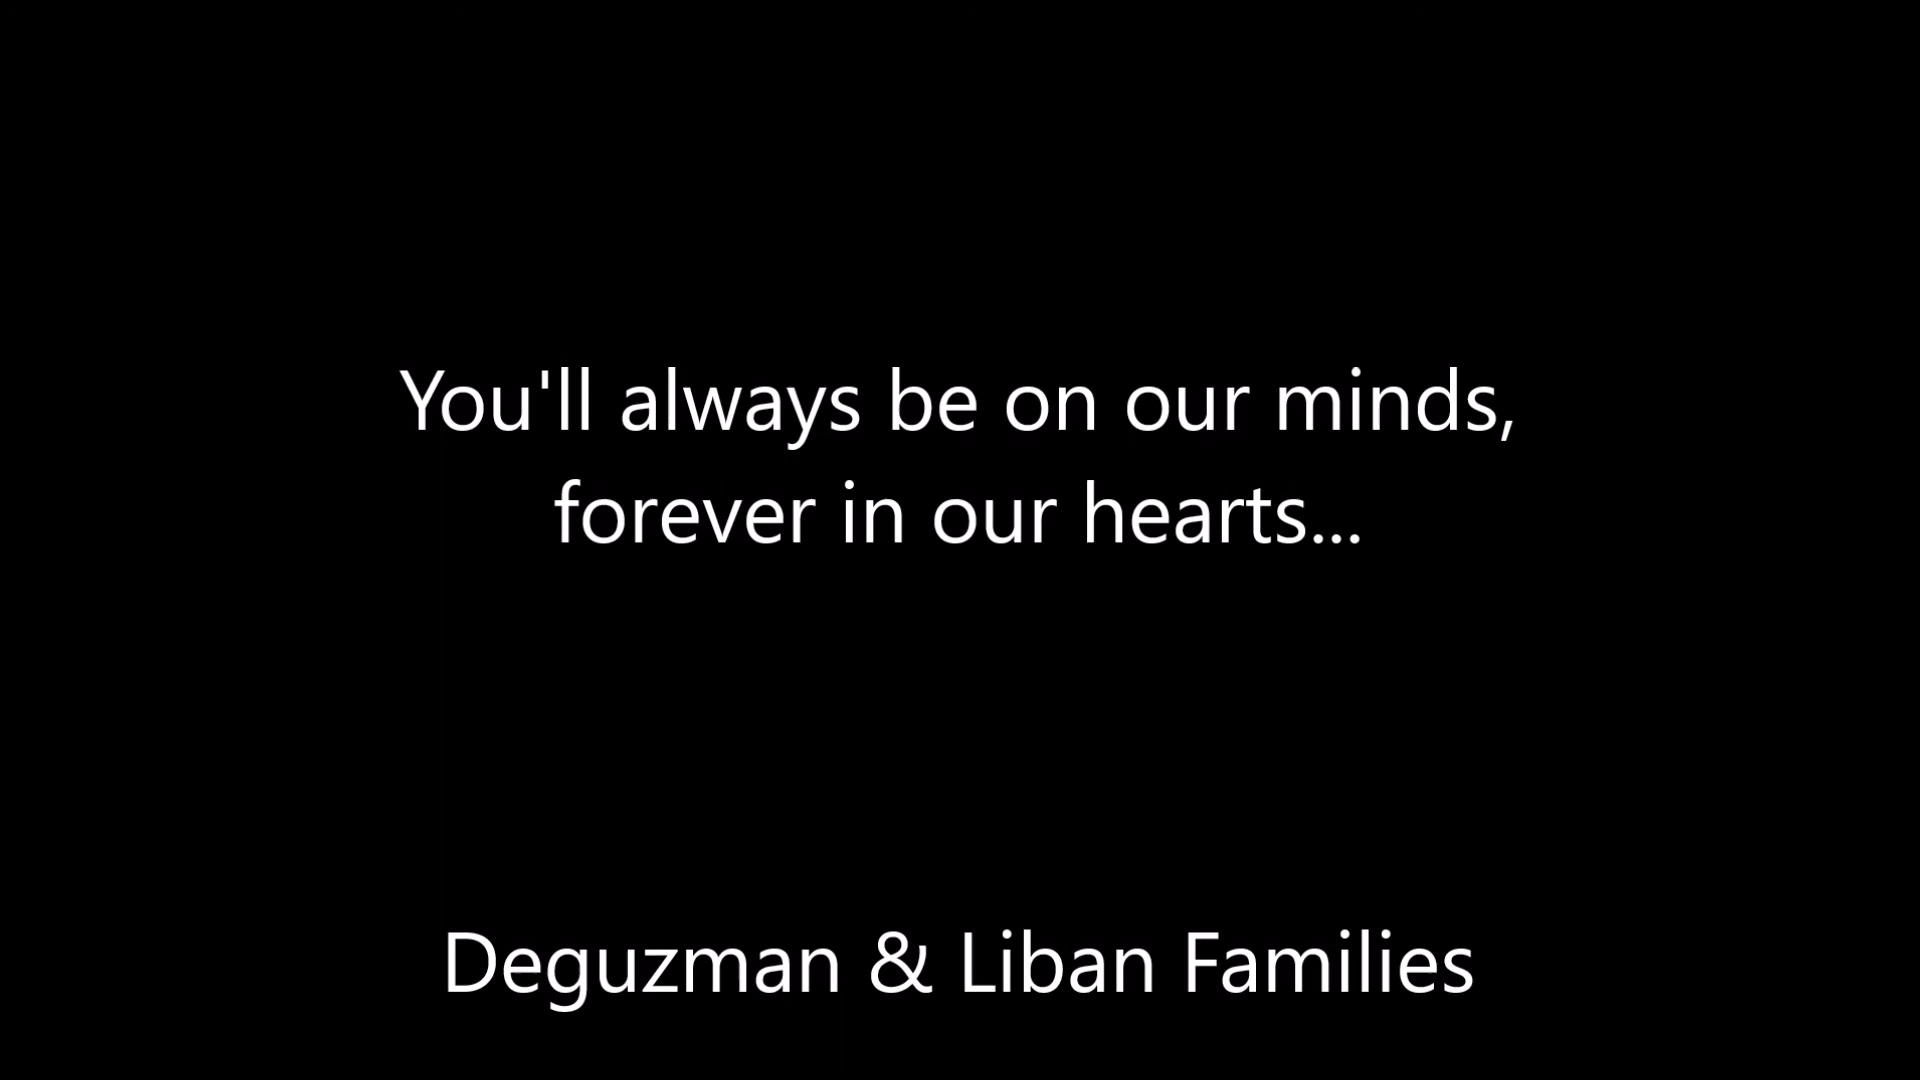 You'll always be on our minds,
forever in our hearts...
Deguzman & Liban Families